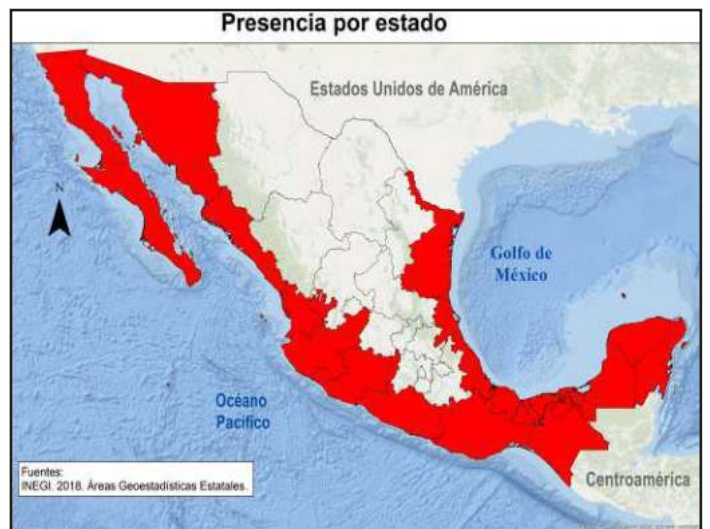 Presencia por estado
Estados Unidos de América
N
Golfo de
México
Océano
Pacífico
Fuentes:
INEGI. 2018. Áreas Geoestadísticas Estatales.
Centroamérica